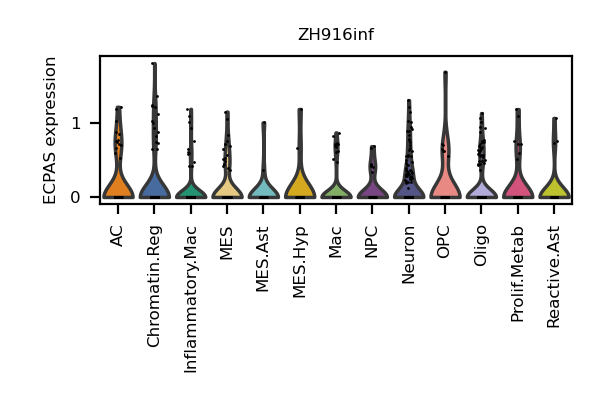 ZH916inf
ECPAS expression
1
0
AC
Chromatin.Reg
Inflammatory.Mac
MES
MES.Ast
MES.Hyp
Mac
NPC
Neuron
OPC
Oligo
Prolif.Metab
Reactive.Ast